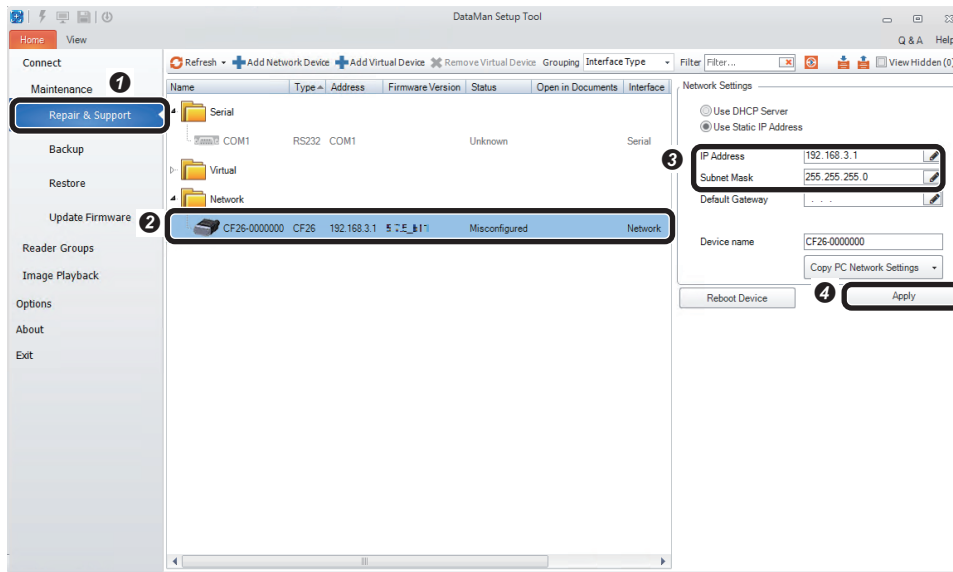 DataMan Setup Tool
Home View Q & A Help
Connect
Maintenance 1
Repair & Support
Backup
Restore
Update Firmware
Reader Groups
Image Playback
Options
About
Exit
Refresh Add Network Device Add Virtual Device Remove Virtual Device Grouping Interface Type Filter Filter... View Hidden (0)
Name Type Address Firmware Version Status Open in Documents Interface
Serial
COM1 RS232 COM1 Unknown Serial
Virtual
Network
2 CF26-0000000 CF26 192.168.3.1 Misconfigured Network
Network Settings
Use DHCP Server
Use Static IP Address
3 IP Address 192.168.3.1
Subnet Mask 255.255.255.0
Default Gateway . . .
Device name CF26-0000000
Copy PC Network Settings
Reboot Device 4 Apply